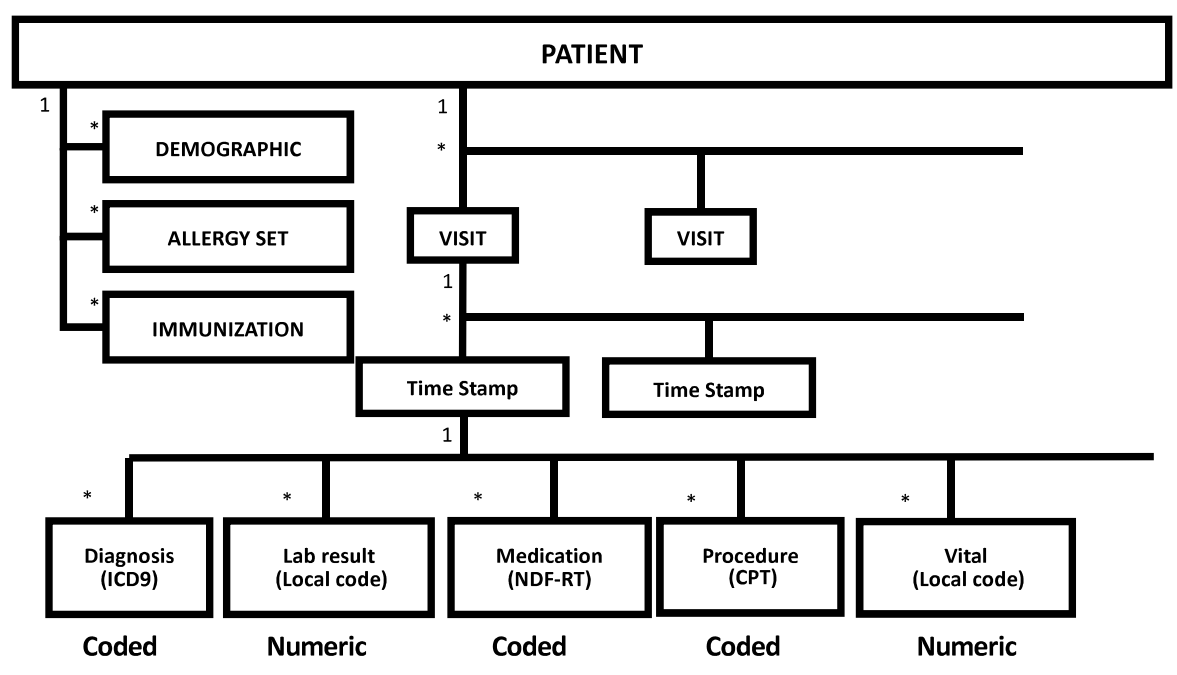 PATIENT
1
1
*
DEMOGRAPHIC
*
*
ALLERGY SET
VISIT
VISIT
1
*
IMMUNIZATION
*
Time Stamp
Time Stamp
1
*
*
*
*
*
Diagnosis
(ICD9)
Lab result
(Local code)
Medication
(NDF-RT)
Procedure
(CPT)
Vital
(Local code)
Coded
Numeric
Coded
Coded
Numeric